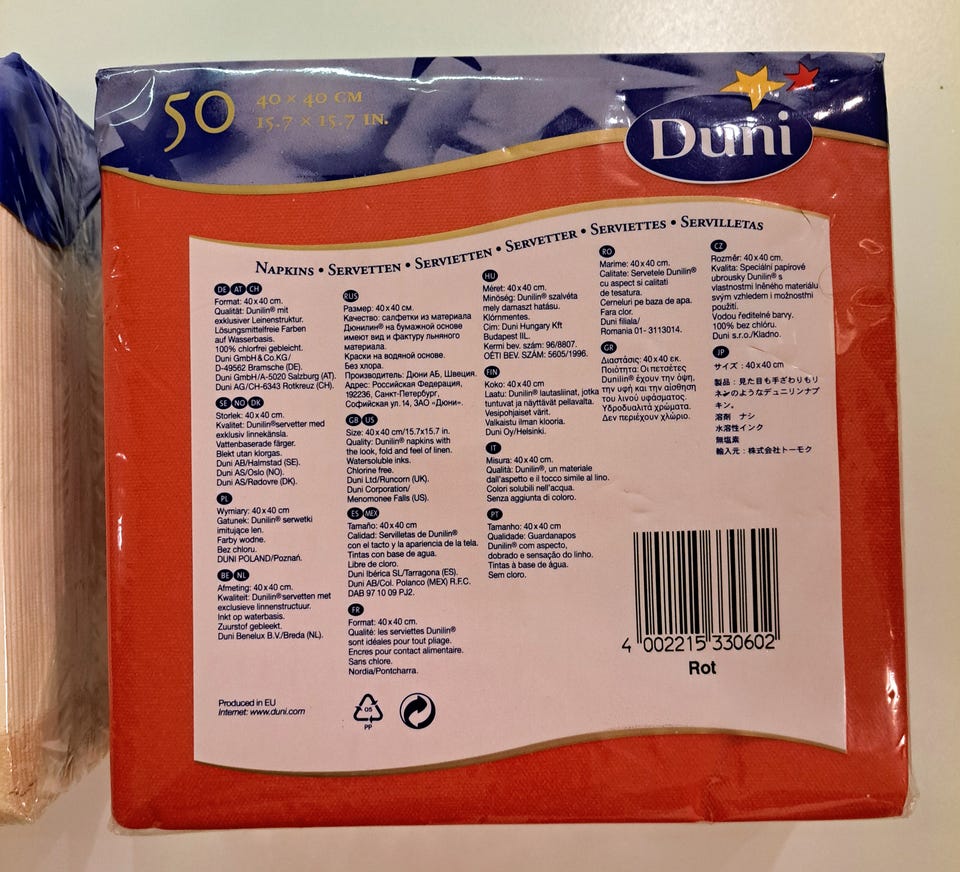 50
40 × 40 CM
15.7 × 15.7 IN.
Duni
NAPKINS • SERVETTEN • SERVIETTEN • SERVETTER • SERVIETTES • SERVILLETAS
DE AT CH
Format: 40 x 40 cm.
Qualität: Dunilin® mit
exklusiver Leinenstruktur.
Lösungsmittelfreie Farben
auf Wasserbasis.
100% chlorfrei gebleicht.
Duni GmbH & Co.KG/
D-49562 Bramsche (DE).
Duni GmbH/A-5020 Salzburg (AT).
Duni AG/CH-6343 Rotkreuz (CH).
SE NO DK
Storlek: 40 x 40 cm.
Kvalitet: Dunilin®servetter med
exklusiv linnekänsla.
Vattenbaserade färger.
Blekt utan klorgas.
Duni AB/Halmstad (SE).
Duni AS/Oslo (NO).
Duni AS/Rødovre (DK).
PL
Wymiary: 40 x 40 cm
Gatunek: Dunilin® serwetki
imitujące len.
Farby wodne.
Bez chloru.
DUNI POLAND/Poznań.
BE NL
Afmeting: 40 x 40 cm.
Kwaliteit: Dunilin®servetten met
exclusieve linnenstructuur.
Inkt op waterbasis.
Zuurstof gebleekt.
Duni Benelux B.V./Breda (NL).
Produced in EU
Internet: www.duni.com
RUS
Размер: 40 x 40 см.
Качество: салфетки из материала
Дюнилин® на бумажной основе
имеют вид и фактуру льняного
материала.
Краски на водяной основе.
Без хлора.
Производитель: Дюни АБ, Швеция.
Адрес: Российская Федерация,
192236, Санкт-Петербург,
Софийская ул. 14, ЗАО «Дюни».
GB US
Size: 40 x 40 cm/15.7x15.7 in.
Quality: Dunilin® napkins with
the look, fold and feel of linen.
Watersoluble inks.
Chlorine free.
Duni Ltd/Runcorn (UK).
Duni Corporation/
Menomonee Falls (US).
ES MEX
Tamaño: 40 x 40 cm
Calidad: Servilletas de Dunilin®
con el tacto y la apariencia de la tela.
Tintas con base de agua.
Libre de cloro.
Duni Ibérica SL/Tarragona (ES).
Duni AB/Col. Polanco (MEX) R.F.C.
DAB 97 10 09 PJ2.
FR
Format: 40 x 40 cm.
Qualité: les serviettes Dunilin®
sont idéales pour tout pliage.
Encres pour contact alimentaire.
Sans chlore.
Nordia/Pontcharra.
05
PP
HU
Méret: 40 x 40 cm.
Minőség: Dunilin® szalvéta
mely damaszt hatásu.
Klórmentes.
Cim: Duni Hungary Kft
Budapest IIL.
Kermi bev. szám: 96/8807.
OÉTI BEV. SZÁM: 5605/1996.
FIN
Koko: 40 x 40 cm
Laatu: Dunilin® lautasliinat, jotka
tuntuvat ja näyttävät pellavalta.
Vesipohjaiset värit.
Valkaistu ilman klooria.
Duni Oy/Helsinki.
IT
Misura: 40 x 40 cm.
Qualità: Dunilin®, un materiale
dall'aspetto e il tocco simile al lino.
Colori solubili nell'acqua.
Senza aggiunta di coloro.
PT
Tamanho: 40 x 40 cm
Qualidade: Guardanapos
Dunilin® com aspecto,
dobrado e sensação do linho.
Tintas à base de água.
Sem cloro.
RO
Marime: 40 x 40 cm.
Calitate: Servetele Dunilin®
cu aspect si calitati
de tesatura.
Cerneluri pe baza de apa.
Fara clor.
Duni filiala/
Romania 01- 3113014.
GR
Διαστάσις: 40 x 40 εκ.
Ποιότητα: Οι πετσέτες
Dunilin® έχουν την όψη,
την υφή και την αίσθηση
του λινού υφάσματος.
Υδροδιαλιτά χρώματα.
Δεν περιέχουν χλώριο.
CZ
Rozměr: 40 x 40 cm.
Kvalita: Speciální papírové
ubrousky Dunilin® s
vlastnostmi lněného materiálu
svým vzhledem i možnostmi
použití.
Vodou ředitelné barvy.
100% bez chlóru.
Duni s.r.o./Kladno.
JP
サイズ : 40 x 40 cm
製品 : 見た目も手ざわりもリ
ネンのようなデュニリンナプ
キン。
溶剤 ナシ
水溶性インク
無塩素
輸入元 : 株式会社トーモク
4 002215 330602
Rot